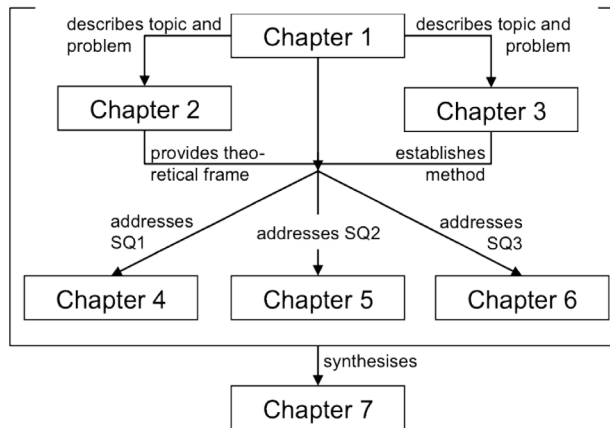 describes topic and
problem
Chapter 1
describes topic and
problem
Chapter 2
Chapter 3
provides theo-
retical frame
establishes
method
addresses
SQ1
addresses SQ2
addresses
SQ3
Chapter 4
Chapter 5
Chapter 6
synthesises
Chapter 7